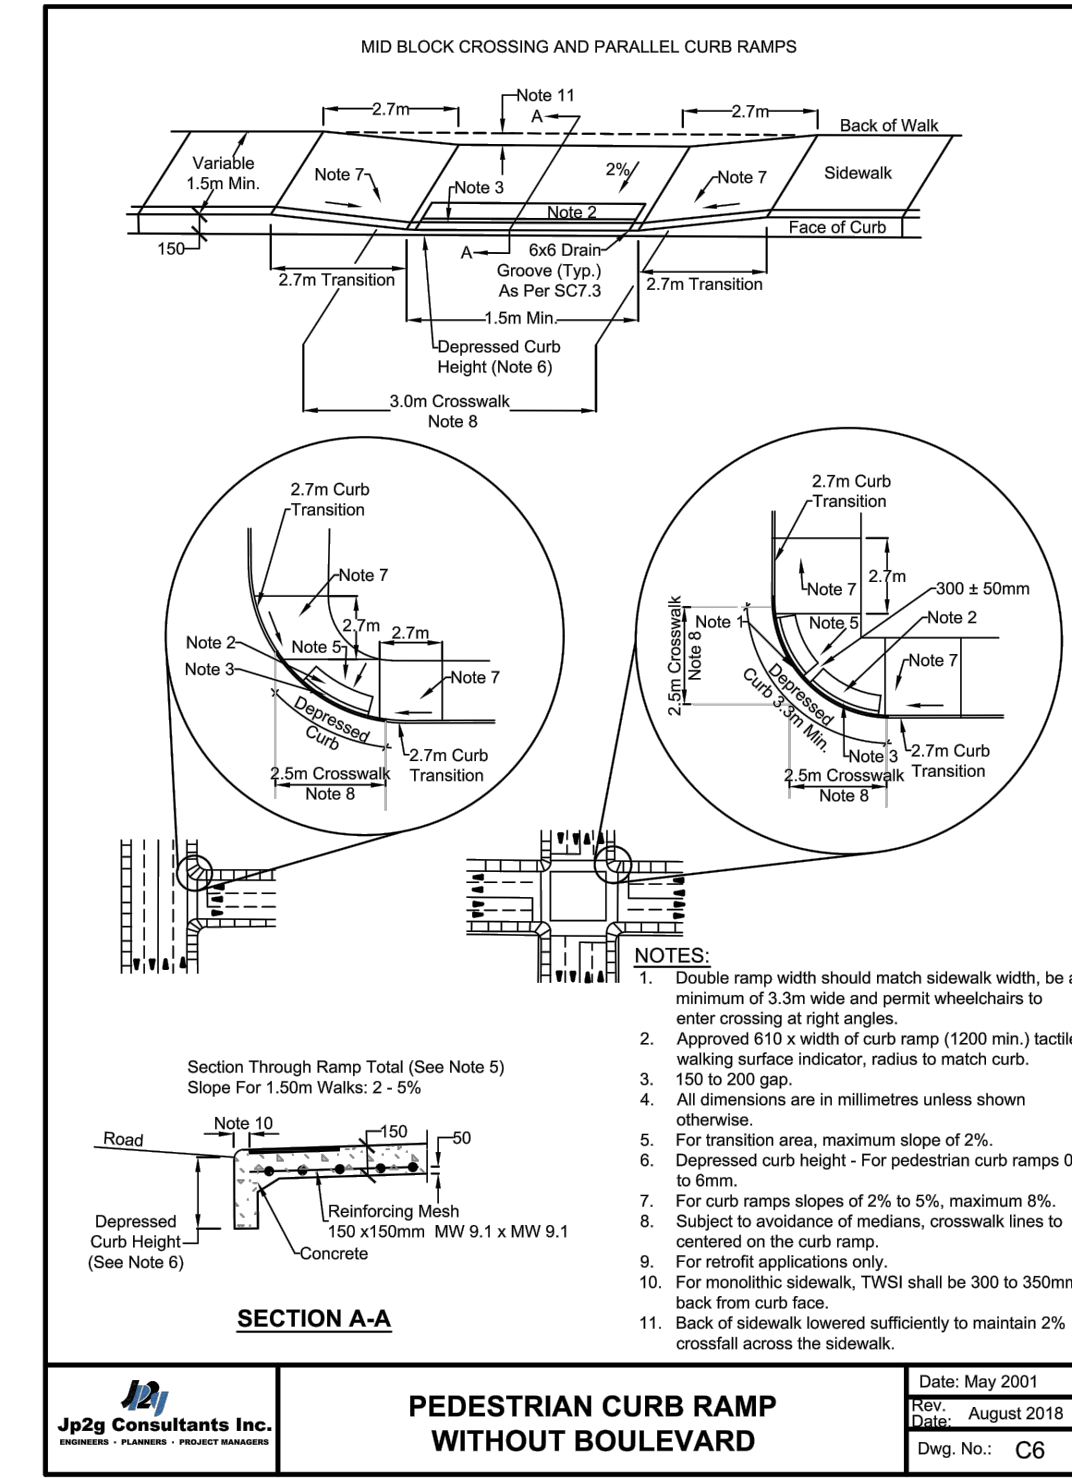 MID BLOCK CROSSING AND PARALLEL CURB RAMPS
2.7m
Note 11
A
2.7m
Back of Walk
Variable
1.5m Min.
Note 7
Note 3
2%
Note 7
Sidewalk
Note 2
Face of Curb
150
A
6x6 Drain
Groove (Typ.)
As Per SC7.3
2.7m Transition
2.7m Transition
1.5m Min.
Depressed Curb
Height (Note 6)
3.0m Crosswalk
Note 8
2.7m Curb
Transition
Note 7
2.7m
2.7m
Note 2
Note 5
Note 3
Note 7
Depressed
Curb
2.7m Curb
Transition
2.5m Crosswalk
Note 8
2.7m Curb
Transition
2.7m
Note 7
300 ± 50mm
Note 1
Note 5
Note 2
2.5m Crosswalk
Note 8
Note 7
Depressed
Curb 3.3m Min.
Note 3
2.7m Curb
Transition
2.5m Crosswalk
Note 8
NOTES:
1. Double ramp width should match sidewalk width, be a
minimum of 3.3m wide and permit wheelchairs to
enter crossing at right angles.
2. Approved 610 x width of curb ramp (1200 min.) tactile
walking surface indicator, radius to match curb.
3. 150 to 200 gap.
4. All dimensions are in millimetres unless shown
otherwise.
5. For transition area, maximum slope of 2%.
6. Depressed curb height - For pedestrian curb ramps 0
to 6mm.
7. For curb ramps slopes of 2% to 5%, maximum 8%.
8. Subject to avoidance of medians, crosswalk lines to
centered on the curb ramp.
9. For retrofit applications only.
10. For monolithic sidewalk, TWSI shall be 300 to 350mm
back from curb face.
11. Back of sidewalk lowered sufficiently to maintain 2%
crossfall across the sidewalk.
Section Through Ramp Total (See Note 5)
Slope For 1.50m Walks: 2 - 5%
Note 10
Road
150
50
Depressed
Curb Height
(See Note 6)
Reinforcing Mesh
150 x150mm MW 9.1 x MW 9.1
Concrete
SECTION A-A
Jp2g
Jp2g Consultants Inc.
ENGINEERS · PLANNERS · PROJECT MANAGERS
PEDESTRIAN CURB RAMP
WITHOUT BOULEVARD
Date: May 2001
Rev.
Date: August 2018
Dwg. No.: C6